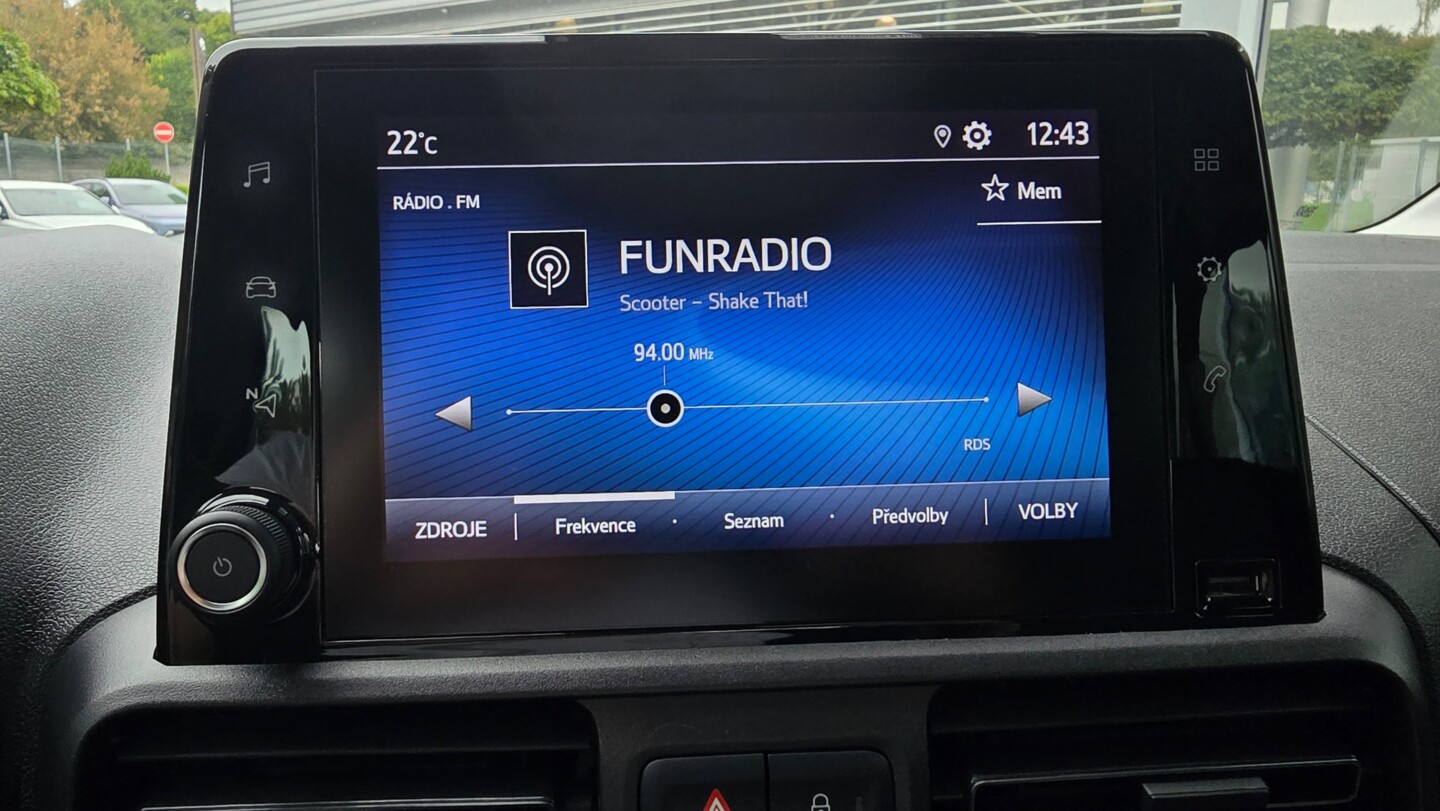 22°C
12:43
RÁDIO . FM
Mem
FUNRADIO
Scooter – Shake That!
94.00 MHz
N
RDS
ZDROJE
Frekvence · Seznam · Předvolby
VOLBY